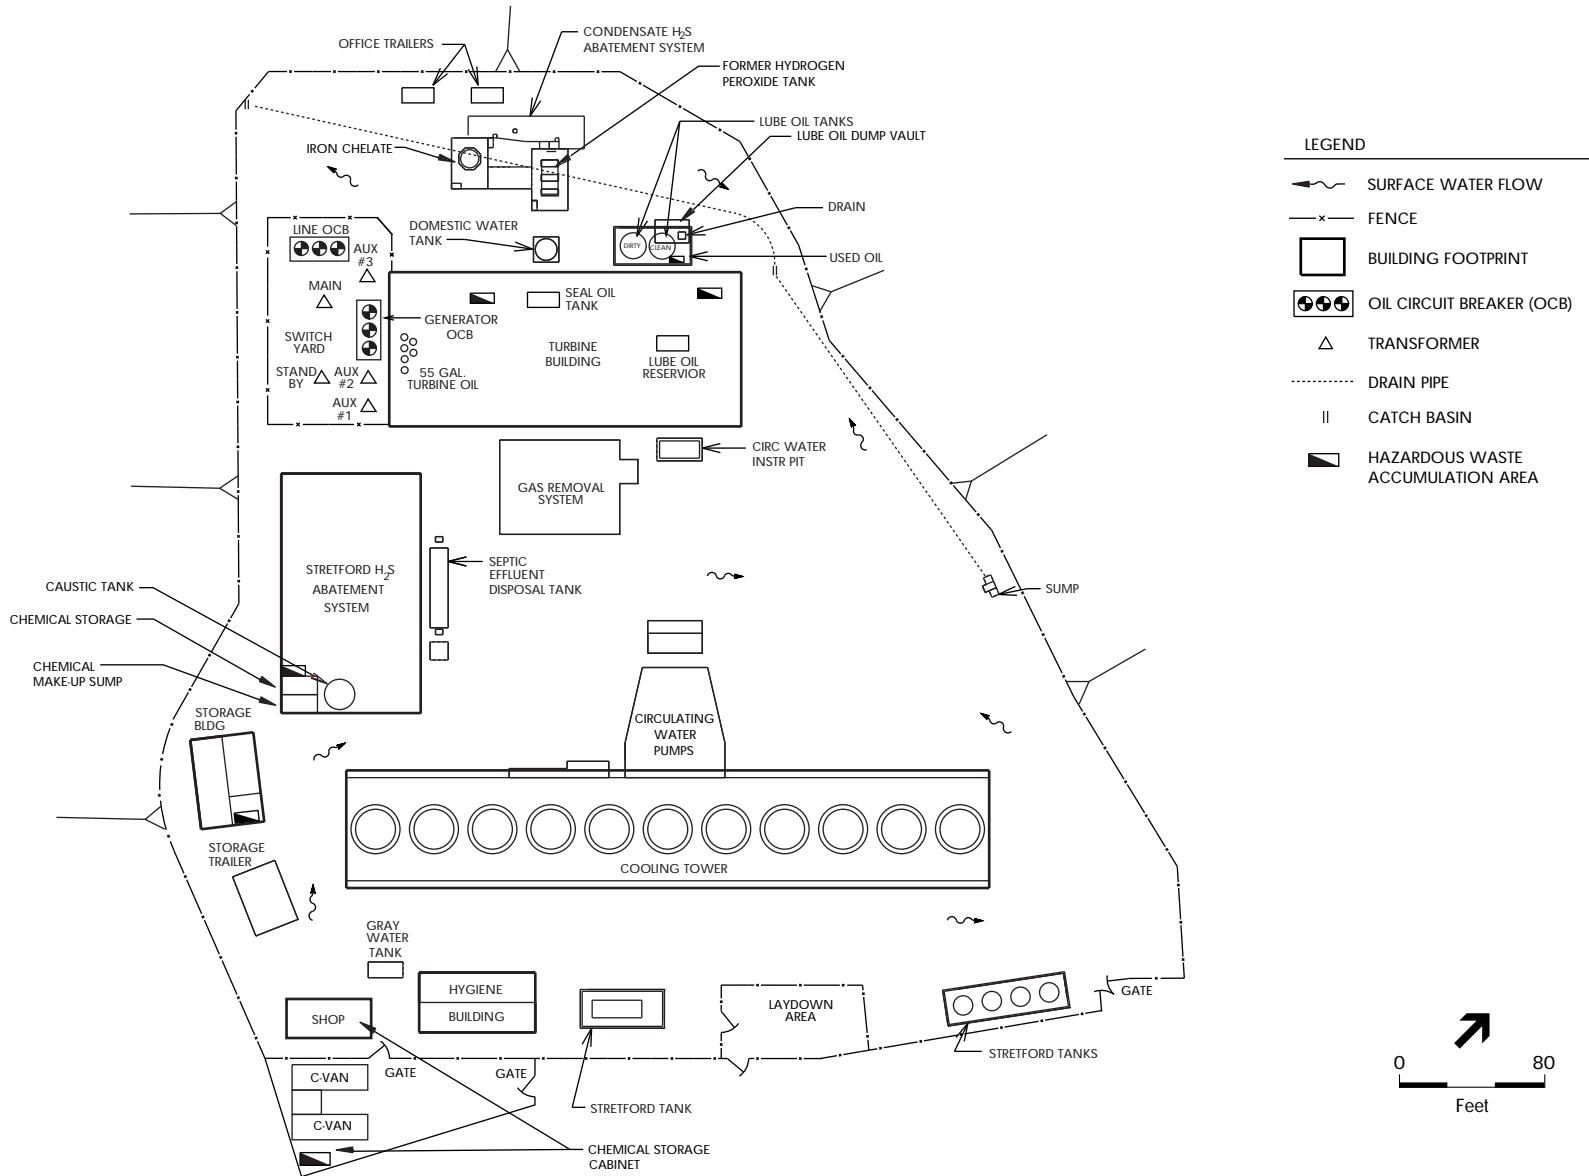 OFFICE TRAILERS
CONDENSATE H2S
ABATEMENT SYSTEM
FORMER HYDROGEN
PEROXIDE TANK
LUBE OIL TANKS
LUBE OIL DUMP VAULT
IRON CHELATE
DRAIN
DOMESTIC WATER
TANK
DIRTY
CLEAN
USED OIL
LINE OCB
AUX
#3
MAIN
SWITCH
YARD
GENERATOR
OCB
SEAL OIL
TANK
TURBINE
BUILDING
LUBE OIL
RESERVIOR
STAND
BY
AUX
#2
55 GAL.
TURBINE OIL
AUX
#1
CIRC WATER
INSTR PIT
GAS REMOVAL
SYSTEM
STRETFORD H2S
ABATEMENT
SYSTEM
SEPTIC
EFFLUENT
DISPOSAL TANK
CAUSTIC TANK
SUMP
CHEMICAL STORAGE
CHEMICAL
MAKE-UP SUMP
STORAGE
BLDG
CIRCULATING
WATER
PUMPS
STORAGE
TRAILER
COOLING TOWER
GRAY
WATER
TANK
HYGIENE
BUILDING
SHOP
LAYDOWN
AREA
GATE
STRETFORD TANKS
GATE
GATE
C-VAN
C-VAN
STRETFORD TANK
CHEMICAL STORAGE
CABINET
LEGEND
SURFACE WATER FLOW
FENCE
BUILDING FOOTPRINT
OIL CIRCUIT BREAKER (OCB)
TRANSFORMER
DRAIN PIPE
CATCH BASIN
HAZARDOUS WASTE
ACCUMULATION AREA
0 80
Feet